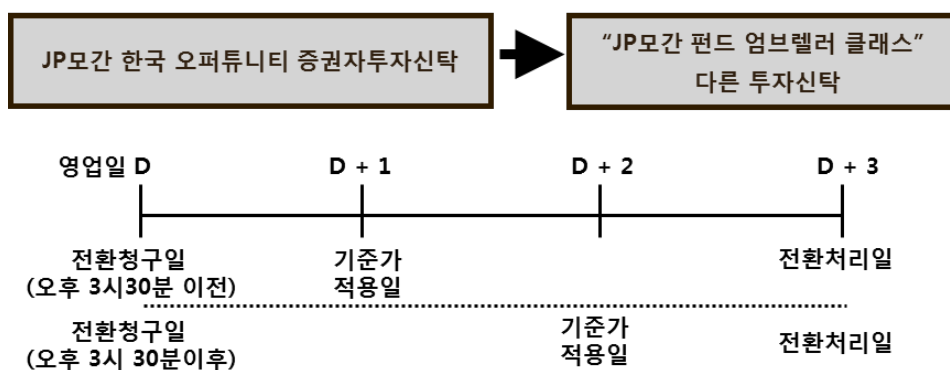 JP모간 한국 오퍼튜니티 증권자투자신탁
“JP모간 펀드 엄브렐러 클래스”
다른 투자신탁
영업일 D
D + 1
D + 2
D + 3
전환청구일
(오후 3시30분 이전)
기준가
적용일
전환처리일
전환청구일
(오후 3시 30분이후)
기준가
적용일
전환처리일